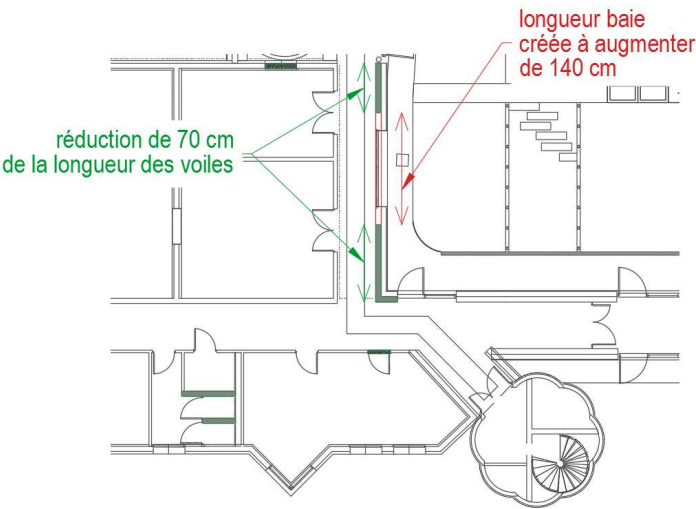 longueur baie
créée à augmenter
de 140 cm
réduction de 70 cm
de la longueur des voiles